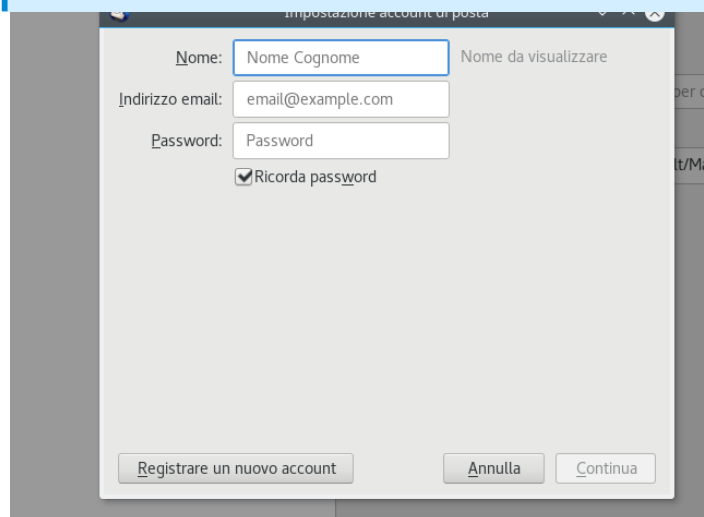 Impostazione account di posta
Nome: Nome Cognome Nome da visualizzare
Indirizzo email: email@example.com
Password: Password
Ricorda password
Registrare un nuovo account Annulla Continua